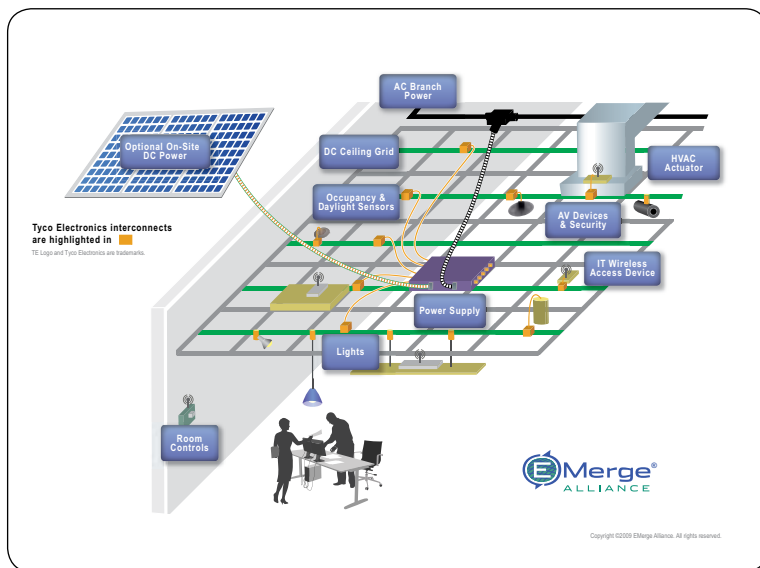 AC Branch
Power
Optional On-Site
DC Power
DC Ceiling Grid
HVAC
Actuator
Occupancy &
Daylight Sensors
AV Devices
& Security
Tyco Electronics interconnects
are highlighted in
TE Logo and Tyco Electronics are trademarks.
IT Wireless
Access Device
Power Supply
Lights
Room
Controls
EMerge®
ALLIANCE
Copyright ©2009 EMerge Alliance. All rights reserved.